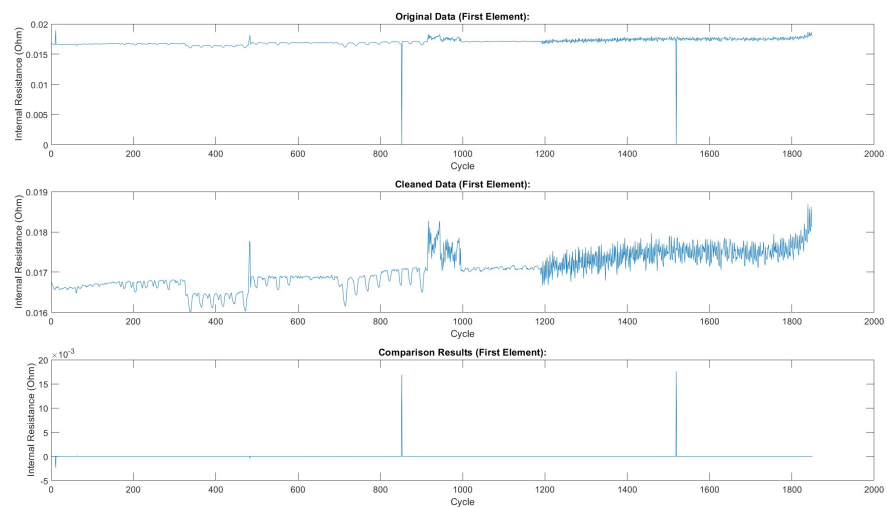 Original Data (First Element):
Internal Resistance (Ohm)
0.02
0.015
0.01
0.005
0
0 200 400 600 800 1000 1200 1400 1600 1800 2000
Cycle
Cleaned Data (First Element):
Internal Resistance (Ohm)
0.019
0.018
0.017
0.016
0 200 400 600 800 1000 1200 1400 1600 1800 2000
Cycle
×10⁻³
Comparison Results (First Element):
Internal Resistance (Ohm)
20
15
10
5
0
-5
0 200 400 600 800 1000 1200 1400 1600 1800 2000
Cycle